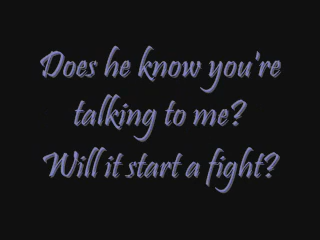 Does he know you're
talking to me?
Will it start a fight?